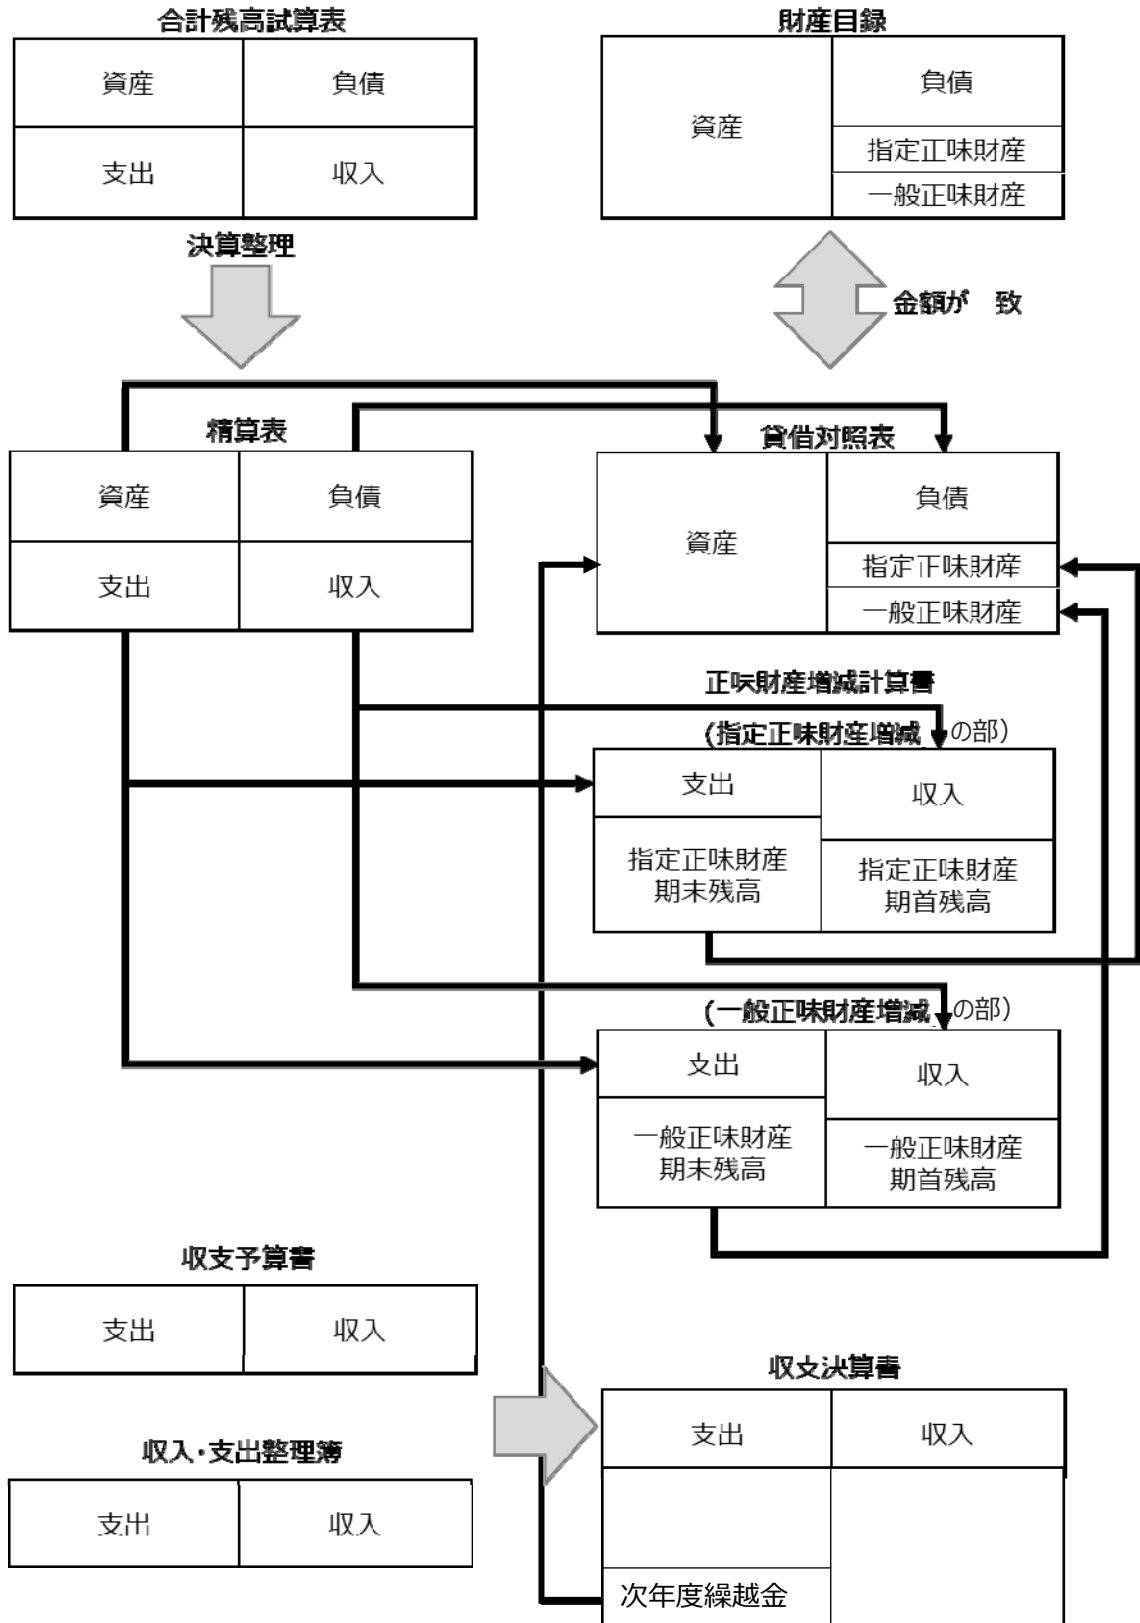 合計残高試算表
資産
負債
支出
収入
財産目録
資産
負債
指定正味財産
一般正味財産
決算整理
金額が 致
精算表
資産
負債
支出
収入
貸借対照表
資産
負債
指定正味財産
一般正味財産
正味財産増減計算書
(指定正味財産増減 の部)
支出
収入
指定正味財産
期末残高
指定正味財産
期首残高
(一般正味財産増減 の部)
支出
収入
一般正味財産
期末残高
一般正味財産
期首残高
収支予算書
支出
収入
収入・支出整理簿
支出
収入
収支決算書
支出
収入
次年度繰越金